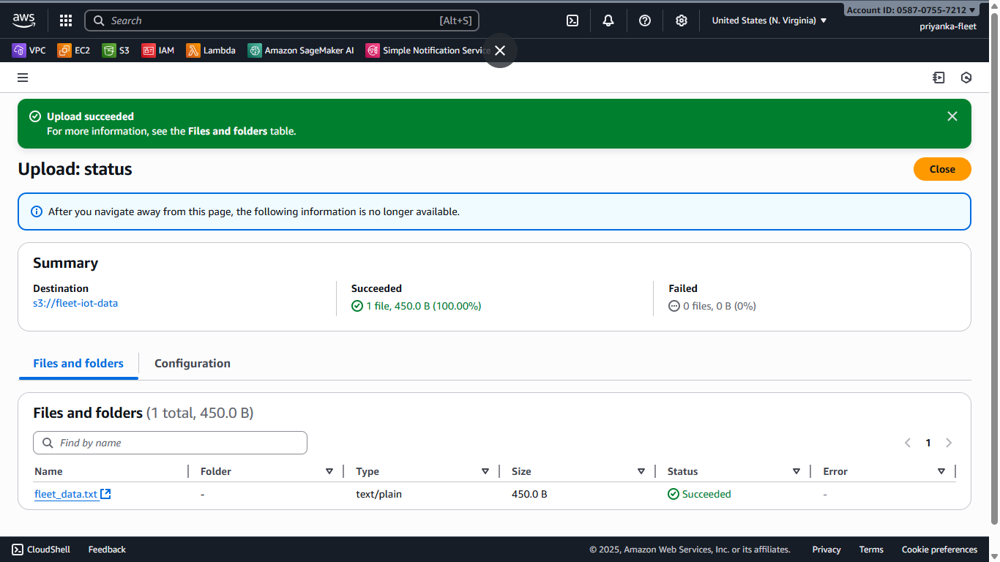 aws
Search [Alt+S]
United States (N. Virginia)
Account ID: 0587-0755-7212
priyanka-fleet
VPC EC2 S3 IAM Lambda Amazon SageMaker AI Simple Notification Service
Upload succeeded
For more information, see the Files and folders table.
Upload: status
Close
After you navigate away from this page, the following information is no longer available.
Summary
Destination Succeeded Failed
s3://fleet-iot-data 1 file, 450.0 B (100.00%) 0 files, 0 B (0%)
Files and folders Configuration
Files and folders (1 total, 450.0 B)
Find by name
1
Name Folder Type Size Status Error
fleet_data.txt - text/plain 450.0 B Succeeded -
CloudShell Feedback © 2025, Amazon Web Services, Inc. or its affiliates. Privacy Terms Cookie preferences